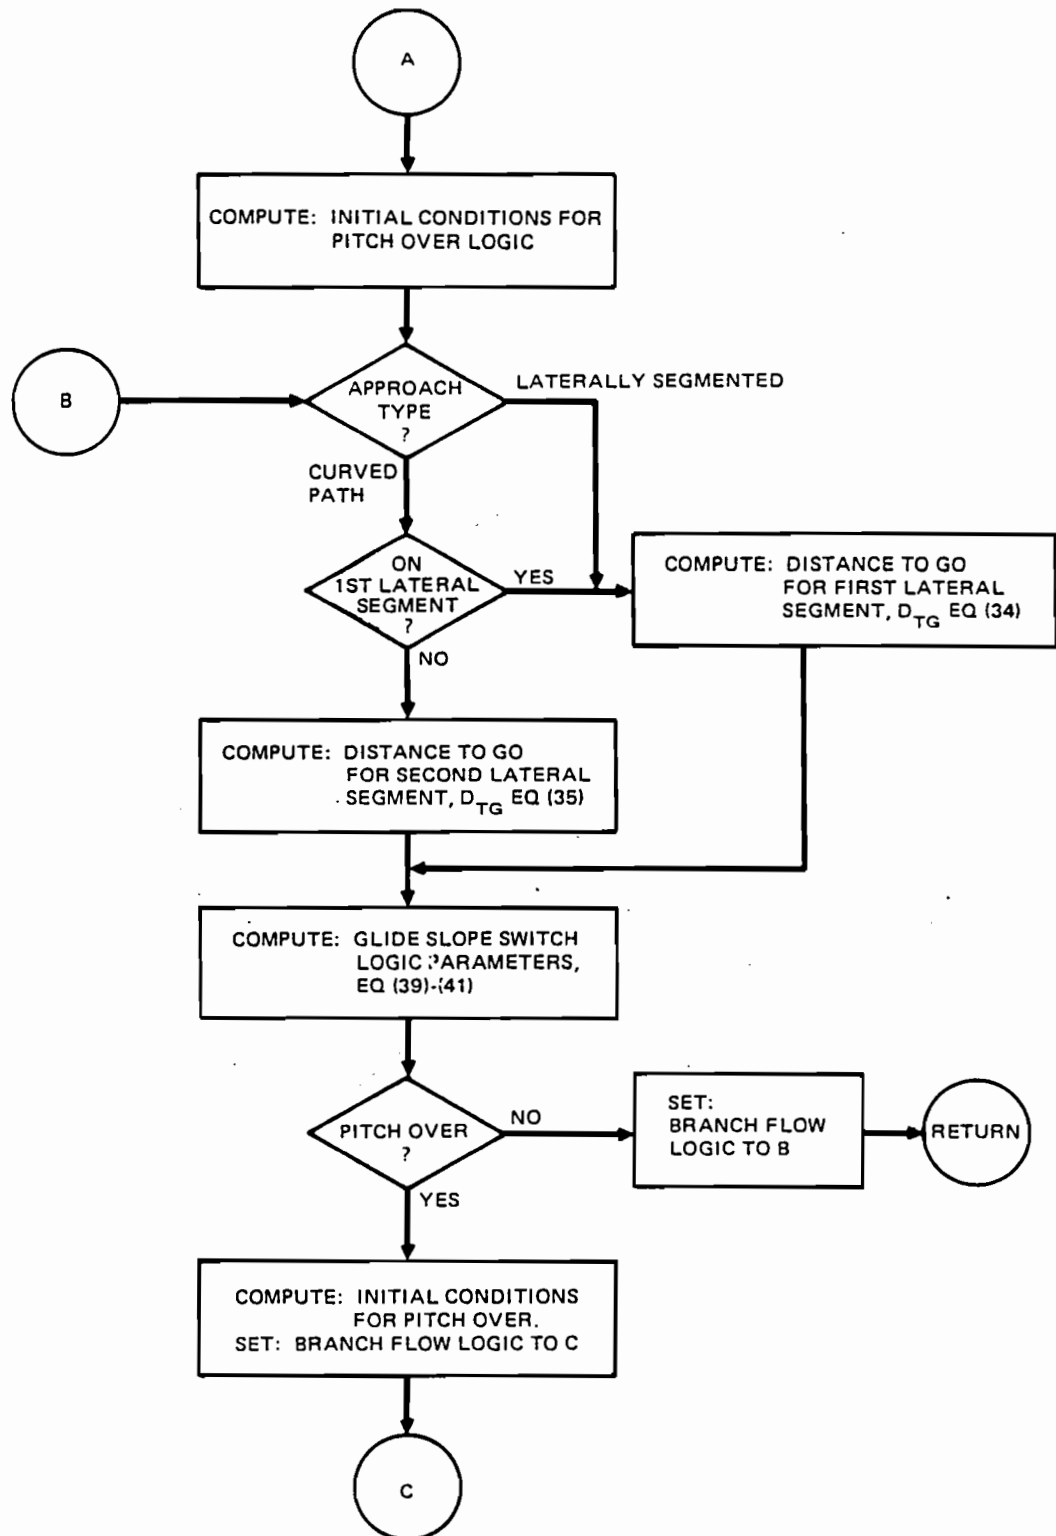 A
COMPUTE: INITIAL CONDITIONS FOR
PITCH OVER LOGIC
B
APPROACH
TYPE
?
LATERALLY SEGMENTED
CURVED
PATH
ON
1ST LATERAL
SEGMENT
?
YES
COMPUTE: DISTANCE TO GO
FOR FIRST LATERAL
SEGMENT, D_TG EQ (34)
NO
COMPUTE: DISTANCE TO GO
FOR SECOND LATERAL
SEGMENT, D_TG EQ (35)
COMPUTE: GLIDE SLOPE SWITCH
LOGIC PARAMETERS,
EQ (39)-(41)
PITCH OVER
?
NO
SET:
BRANCH FLOW
LOGIC TO B
RETURN
YES
COMPUTE: INITIAL CONDITIONS
FOR PITCH OVER.
SET: BRANCH FLOW LOGIC TO C
C